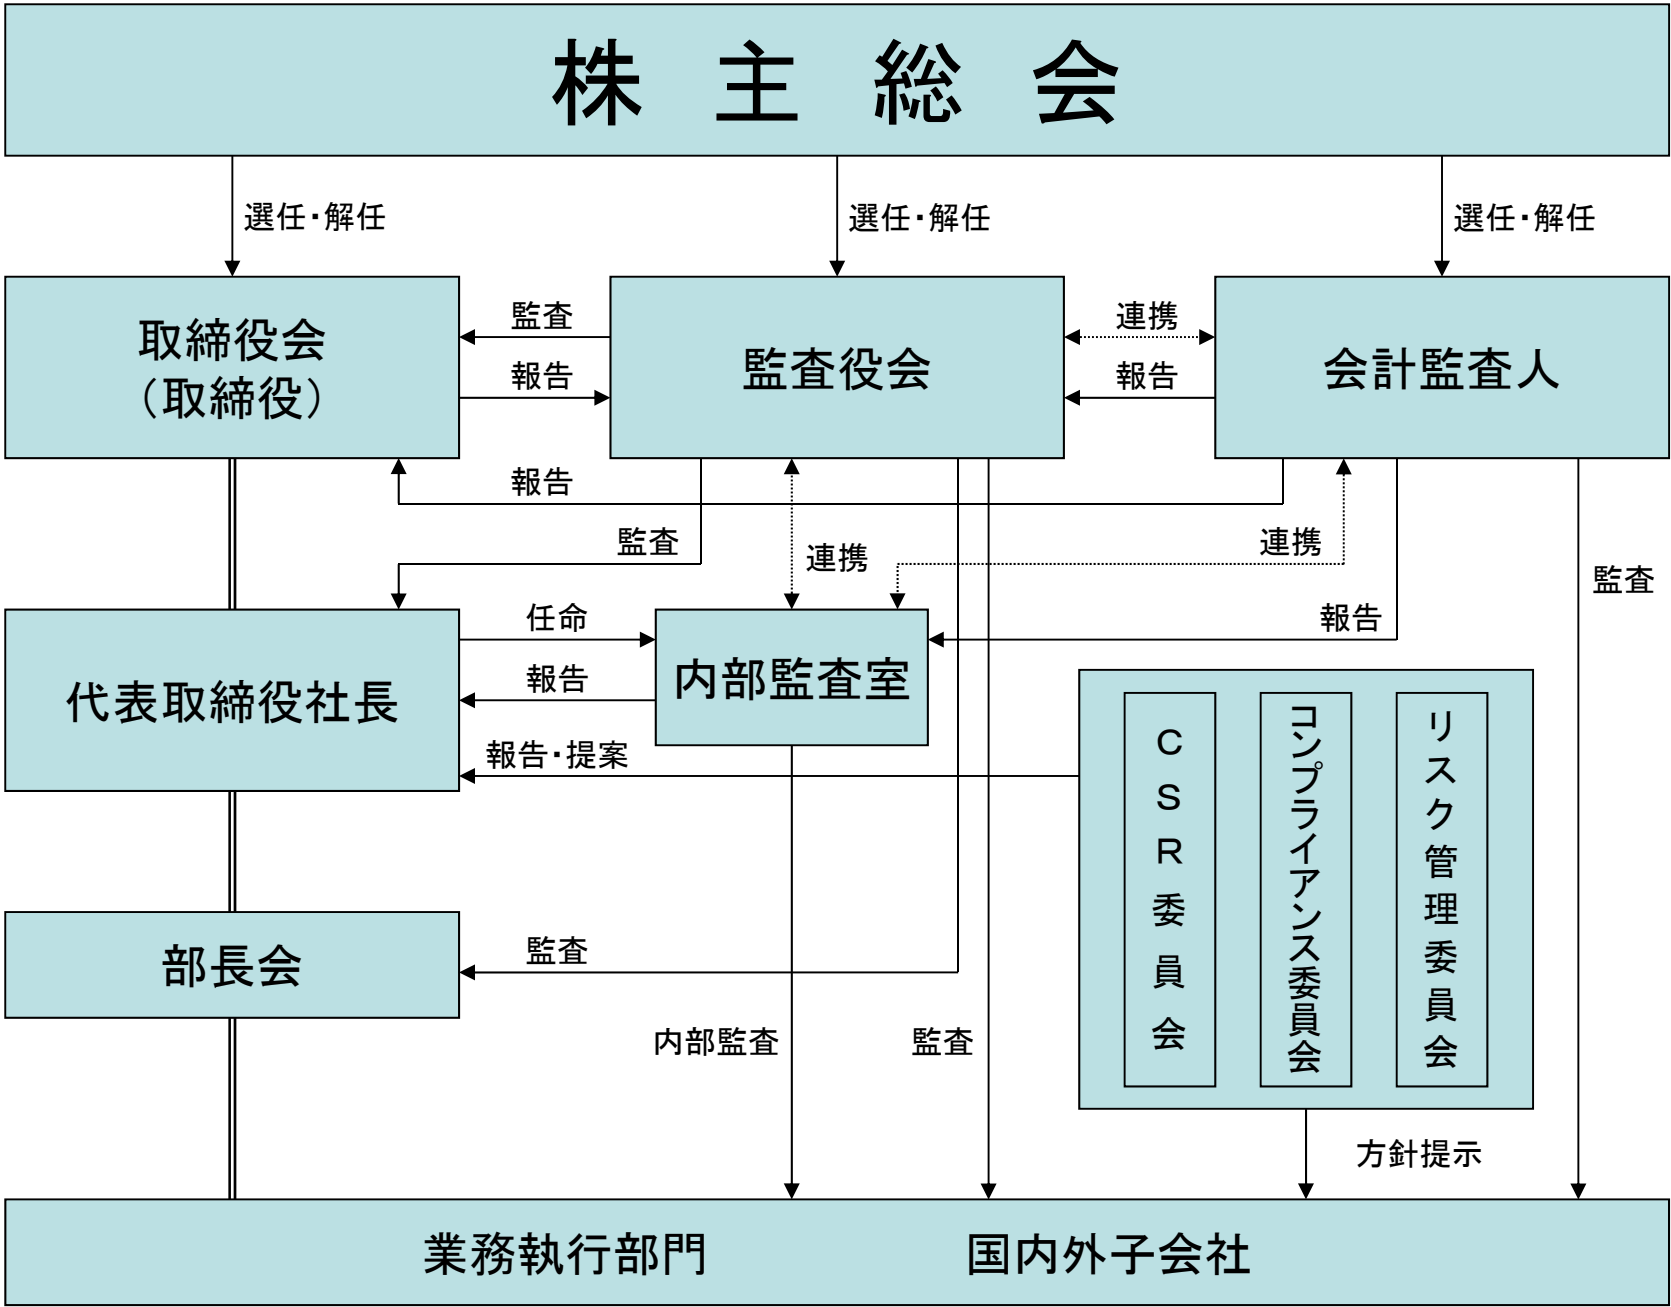 株主総会
選任・解任
選任・解任
選任・解任
取締役会
（取締役）
監査
報告
監査役会
連携
報告
会計監査人
報告
監査
連携
連携
監査
任命
報告
報告
内部監査室
代表取締役社長
報告・提案
ＣＳＲ委員会
コンプライアンス委員会
リスク管理委員会
部長会
監査
内部監査
監査
方針提示
業務執行部門
国内外子会社